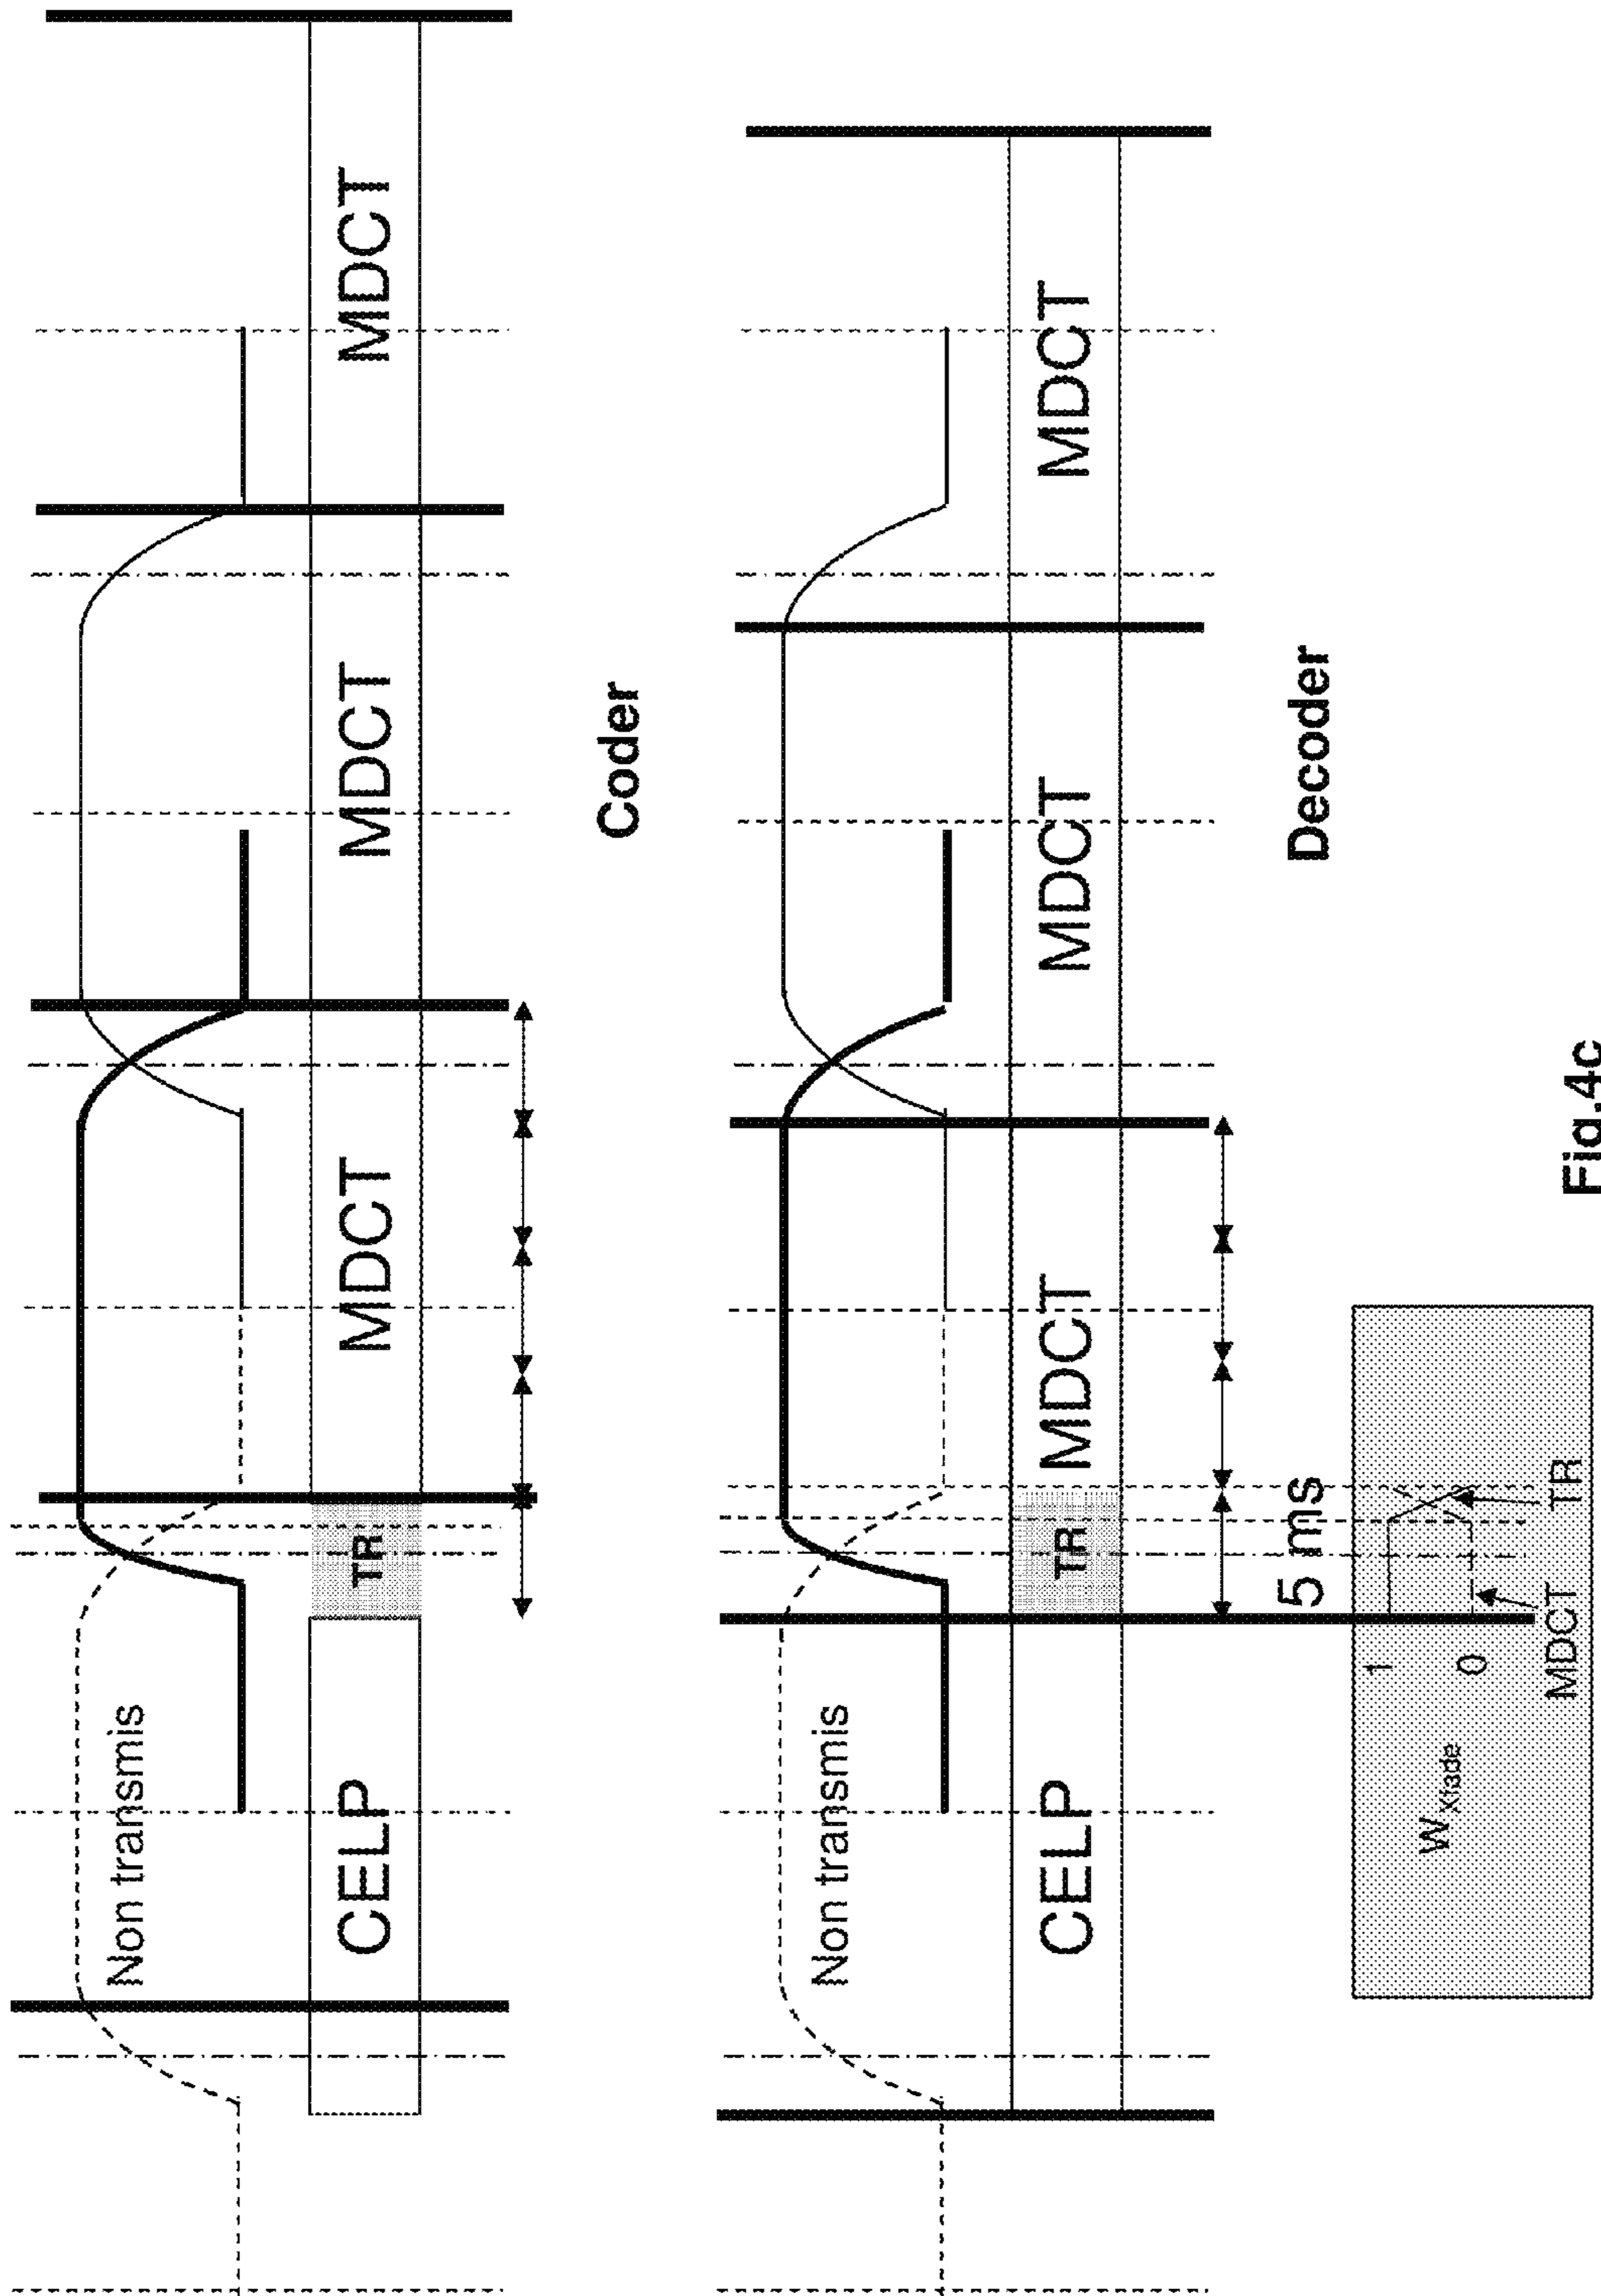 Non transmis
CELP
TR
MDCT
MDCT
MDCT
Coder
Non transmis
CELP
TR
MDCT
MDCT
MDCT
5 ms
Decoder
1
W Xfade
0
MDCT
TR
Fig.4c